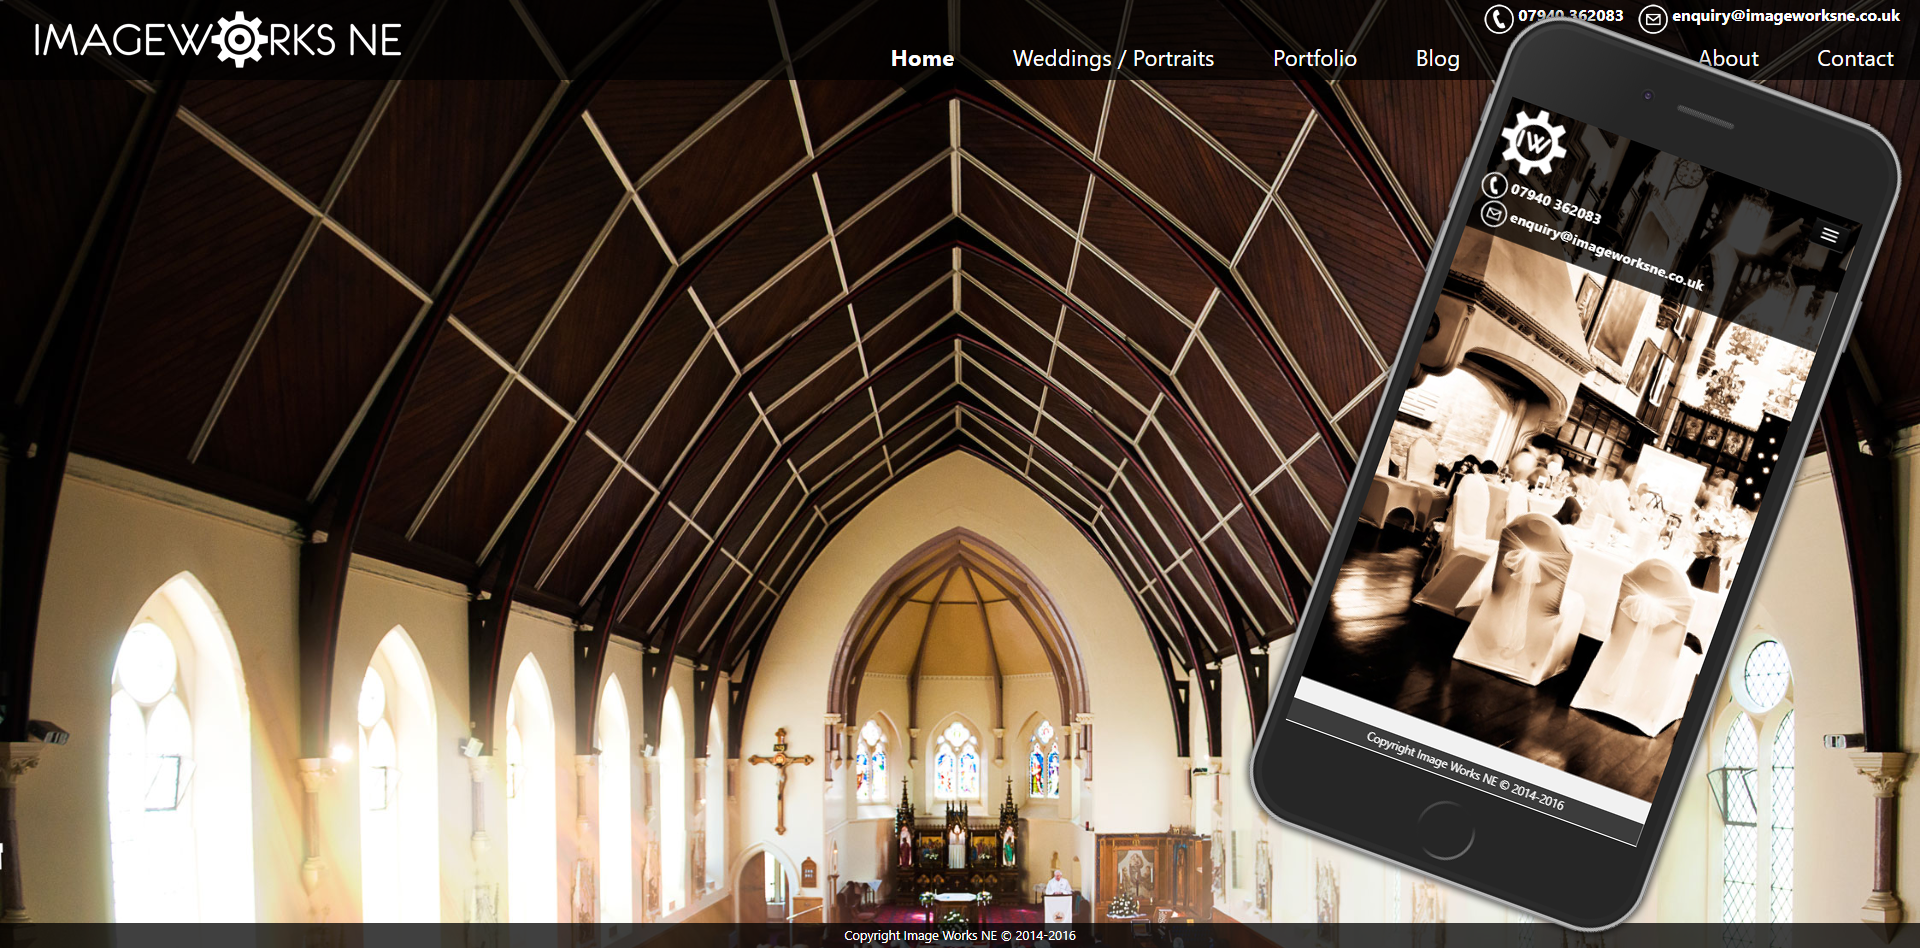 IMAGEWORKS NE
07940 362083 enquiry@imageworksne.co.uk
Home Weddings / Portraits Portfolio Blog About Contact
IW
07940 362083
enquiry@imageworksne.co.uk
Copyright Image Works NE © 2014-2016
Copyright Image Works NE © 2014-2016